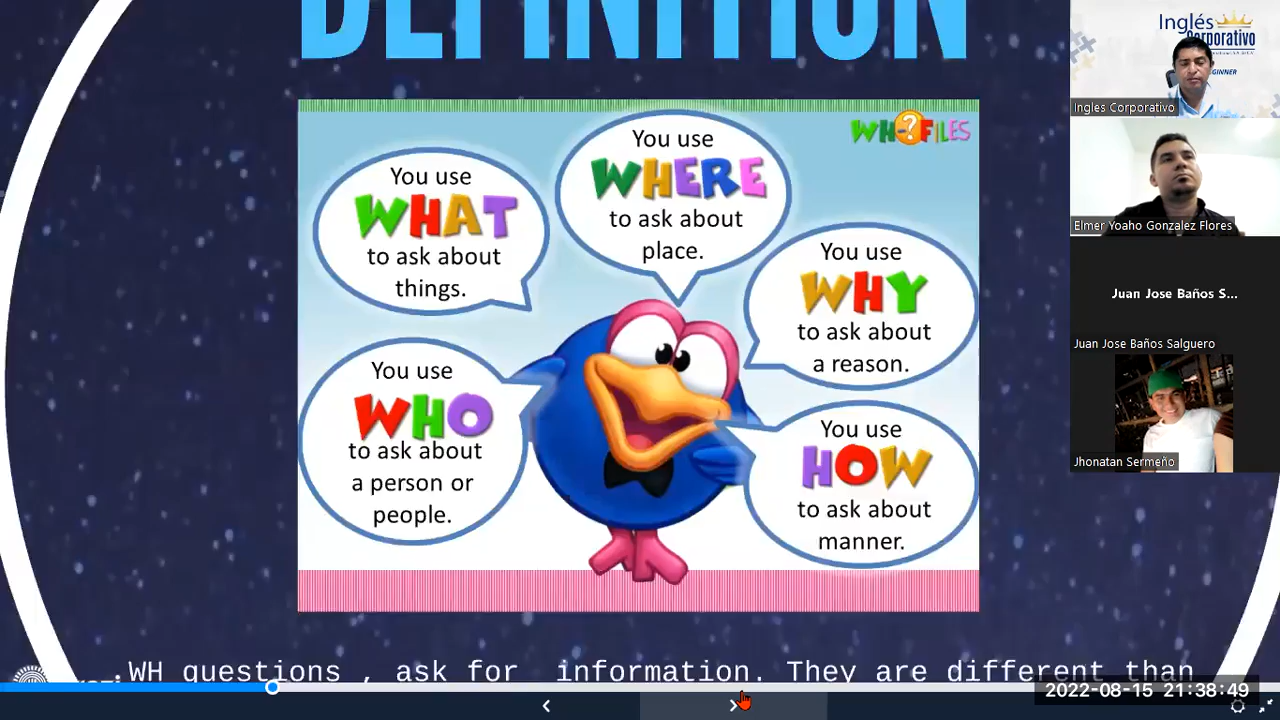 DEFINITION
WH-?FILES
You use
WHAT
to ask about
things.
You use
WHERE
to ask about
place.
You use
WHY
to ask about
a reason.
You use
WHO
to ask about
a person or
people.
You use
HOW
to ask about
manner.
WH questions , ask for information. They are different than
Inglés
Corporativo
Ingles Corporativo
Elmer Yoaho Gonzalez Flores
Juan Jose Baños S...
Juan Jose Baños Salguero
Jhonatan Sermeño
2022-08-15 21:38:49